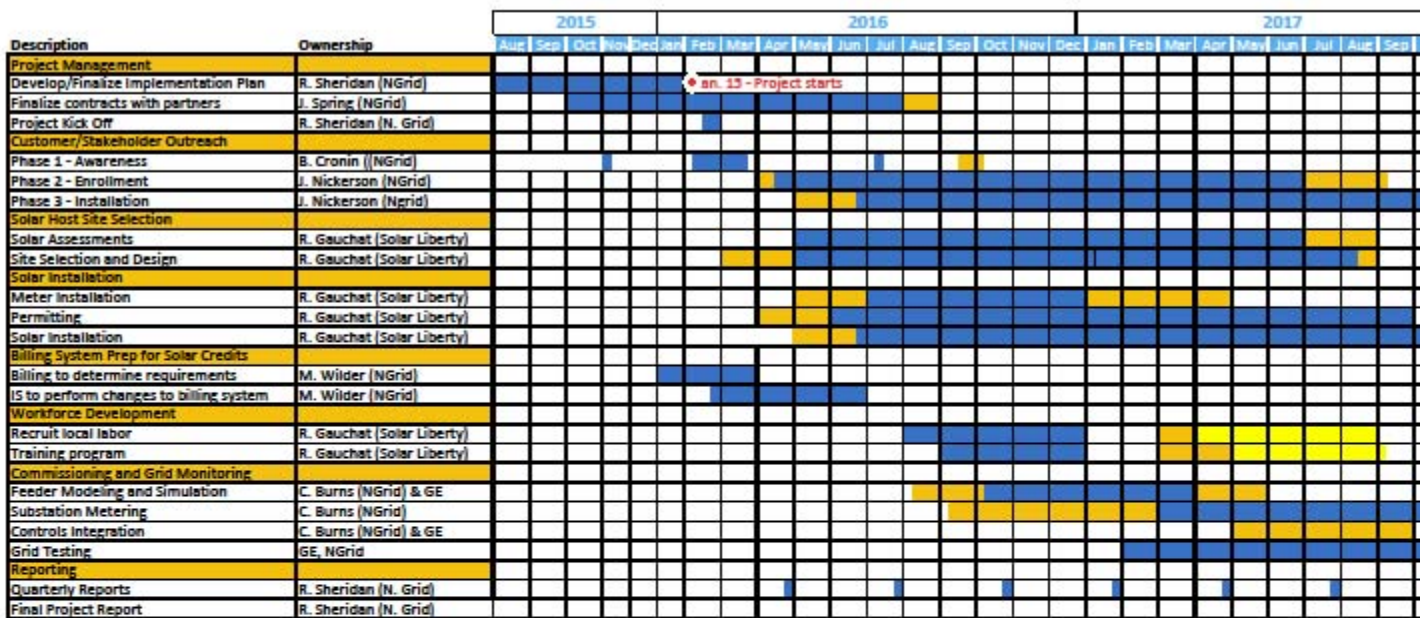 2015 2016 2017
Description Ownership Aug Sep Oct Nov Dec Jan Feb Mar Apr May Jun Jul Aug Sep Oct Nov Dec Jan Feb Mar Apr May Jun Jul Aug Sep
Project Management
Develop/Finalize Implementation Plan R. Sheridan (NGrid) an. 15 - Project starts
Finalize contracts with partners J. Spring (NGrid)
Project Kick Off R. Sheridan (N. Grid)
Customer/Stakeholder Outreach
Phase 1 - Awareness B. Cronin ((NGrid)
Phase 2 - Enrollment J. Nickerson (NGrid)
Phase 3 - Installation J. Nickerson (Ngrid)
Solar Host Site Selection
Solar Assessments R. Gauchat (Solar Liberty)
Site Selection and Design R. Gauchat (Solar Liberty)
Solar Installation
Meter Installation R. Gauchat (Solar Liberty)
Permitting R. Gauchat (Solar Liberty)
Solar Installation R. Gauchat (Solar Liberty)
Billing System Prep for Solar Credits
Billing to determine requirements M. Wilder (NGrid)
IS to perform changes to billing system M. Wilder (NGrid)
Workforce Development
Recruit local labor R. Gauchat (Solar Liberty)
Training program R. Gauchat (Solar Liberty)
Commissioning and Grid Monitoring
Feeder Modeling and Simulation C. Burns (NGrid) & GE
Substation Metering C. Burns (NGrid)
Controls Integration C. Burns (NGrid) & GE
Grid Testing GE, NGrid
Reporting
Quarterly Reports R. Sheridan (N. Grid)
Final Project Report R. Sheridan (N. Grid)